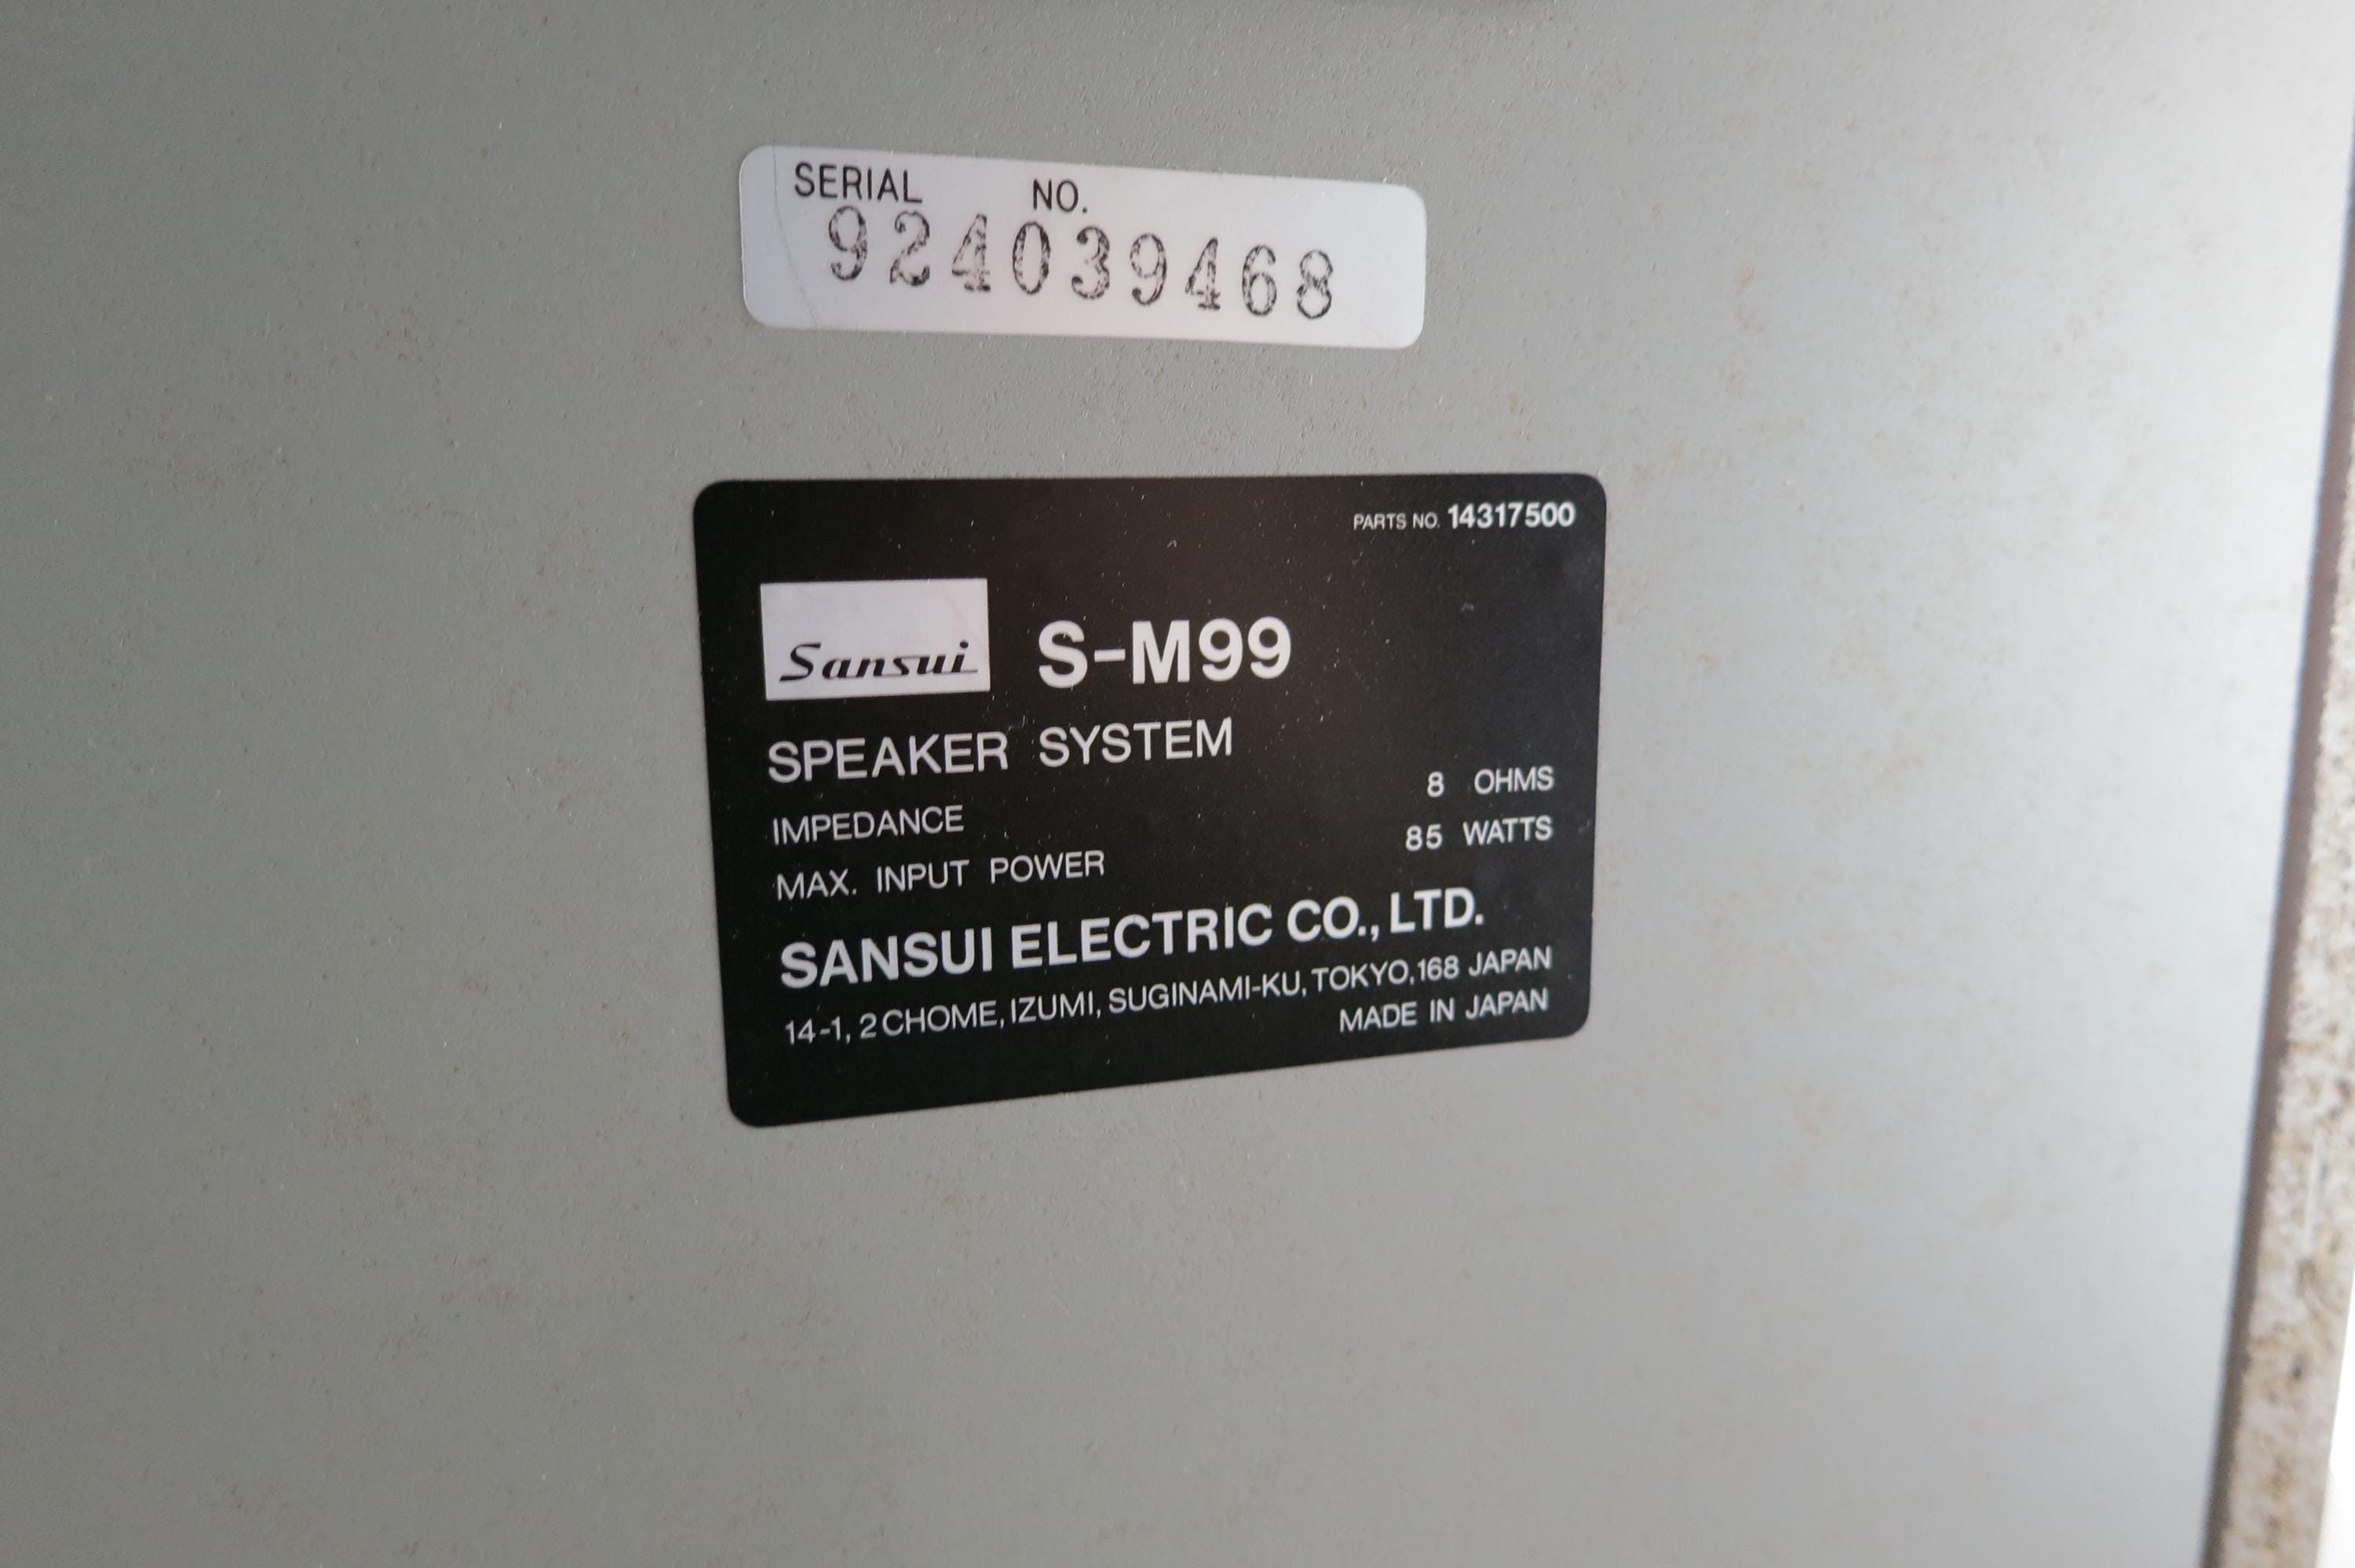 SERIAL NO.
924039468
PARTS NO. 14317500
Sansui S-M99
SPEAKER SYSTEM
IMPEDANCE 8 OHMS
MAX. INPUT POWER 85 WATTS
SANSUI ELECTRIC CO., LTD.
14-1, 2 CHOME, IZUMI, SUGINAMI-KU, TOKYO, 168 JAPAN
MADE IN JAPAN